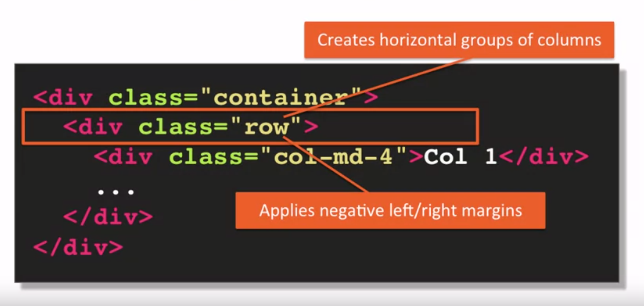 Creates horizontal groups of columns
<div class="container">
<div class="row">
<div class="col-md-4">Col 1</div>
...
</div>
Applies negative left/right margins
</div>